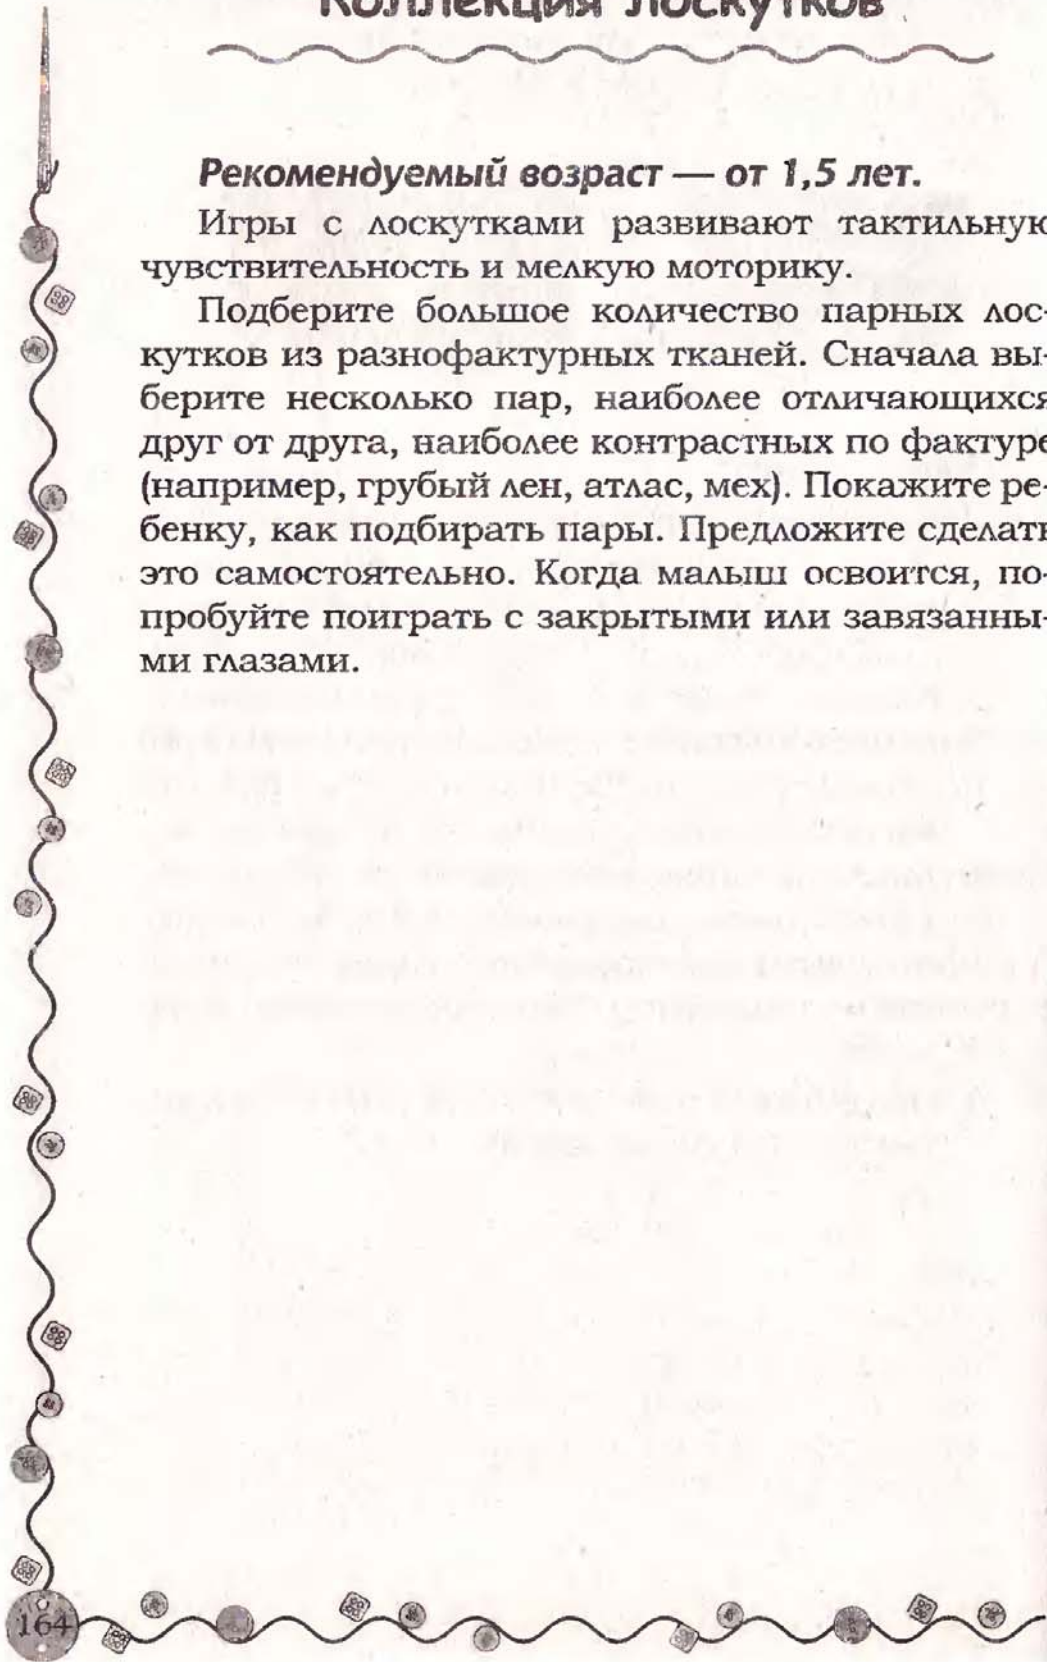 Коллекция лоскутков
Рекомендуемый возраст — от 1,5 лет.
Игры с лоскутками развивают тактильную
чувствительность и мелкую моторику.
Подберите большое количество парных лос-
кутков из разнофактурных тканей. Сначала вы-
берите несколько пар, наиболее отличающихся
друг от друга, наиболее контрастных по фактуре
(например, грубый лен, атлас, мех). Покажите ре-
бенку, как подбирать пары. Предложите сделать
это самостоятельно. Когда малыш освоится, по-
пробуйте поиграть с закрытыми или завязанны-
ми глазами.
164